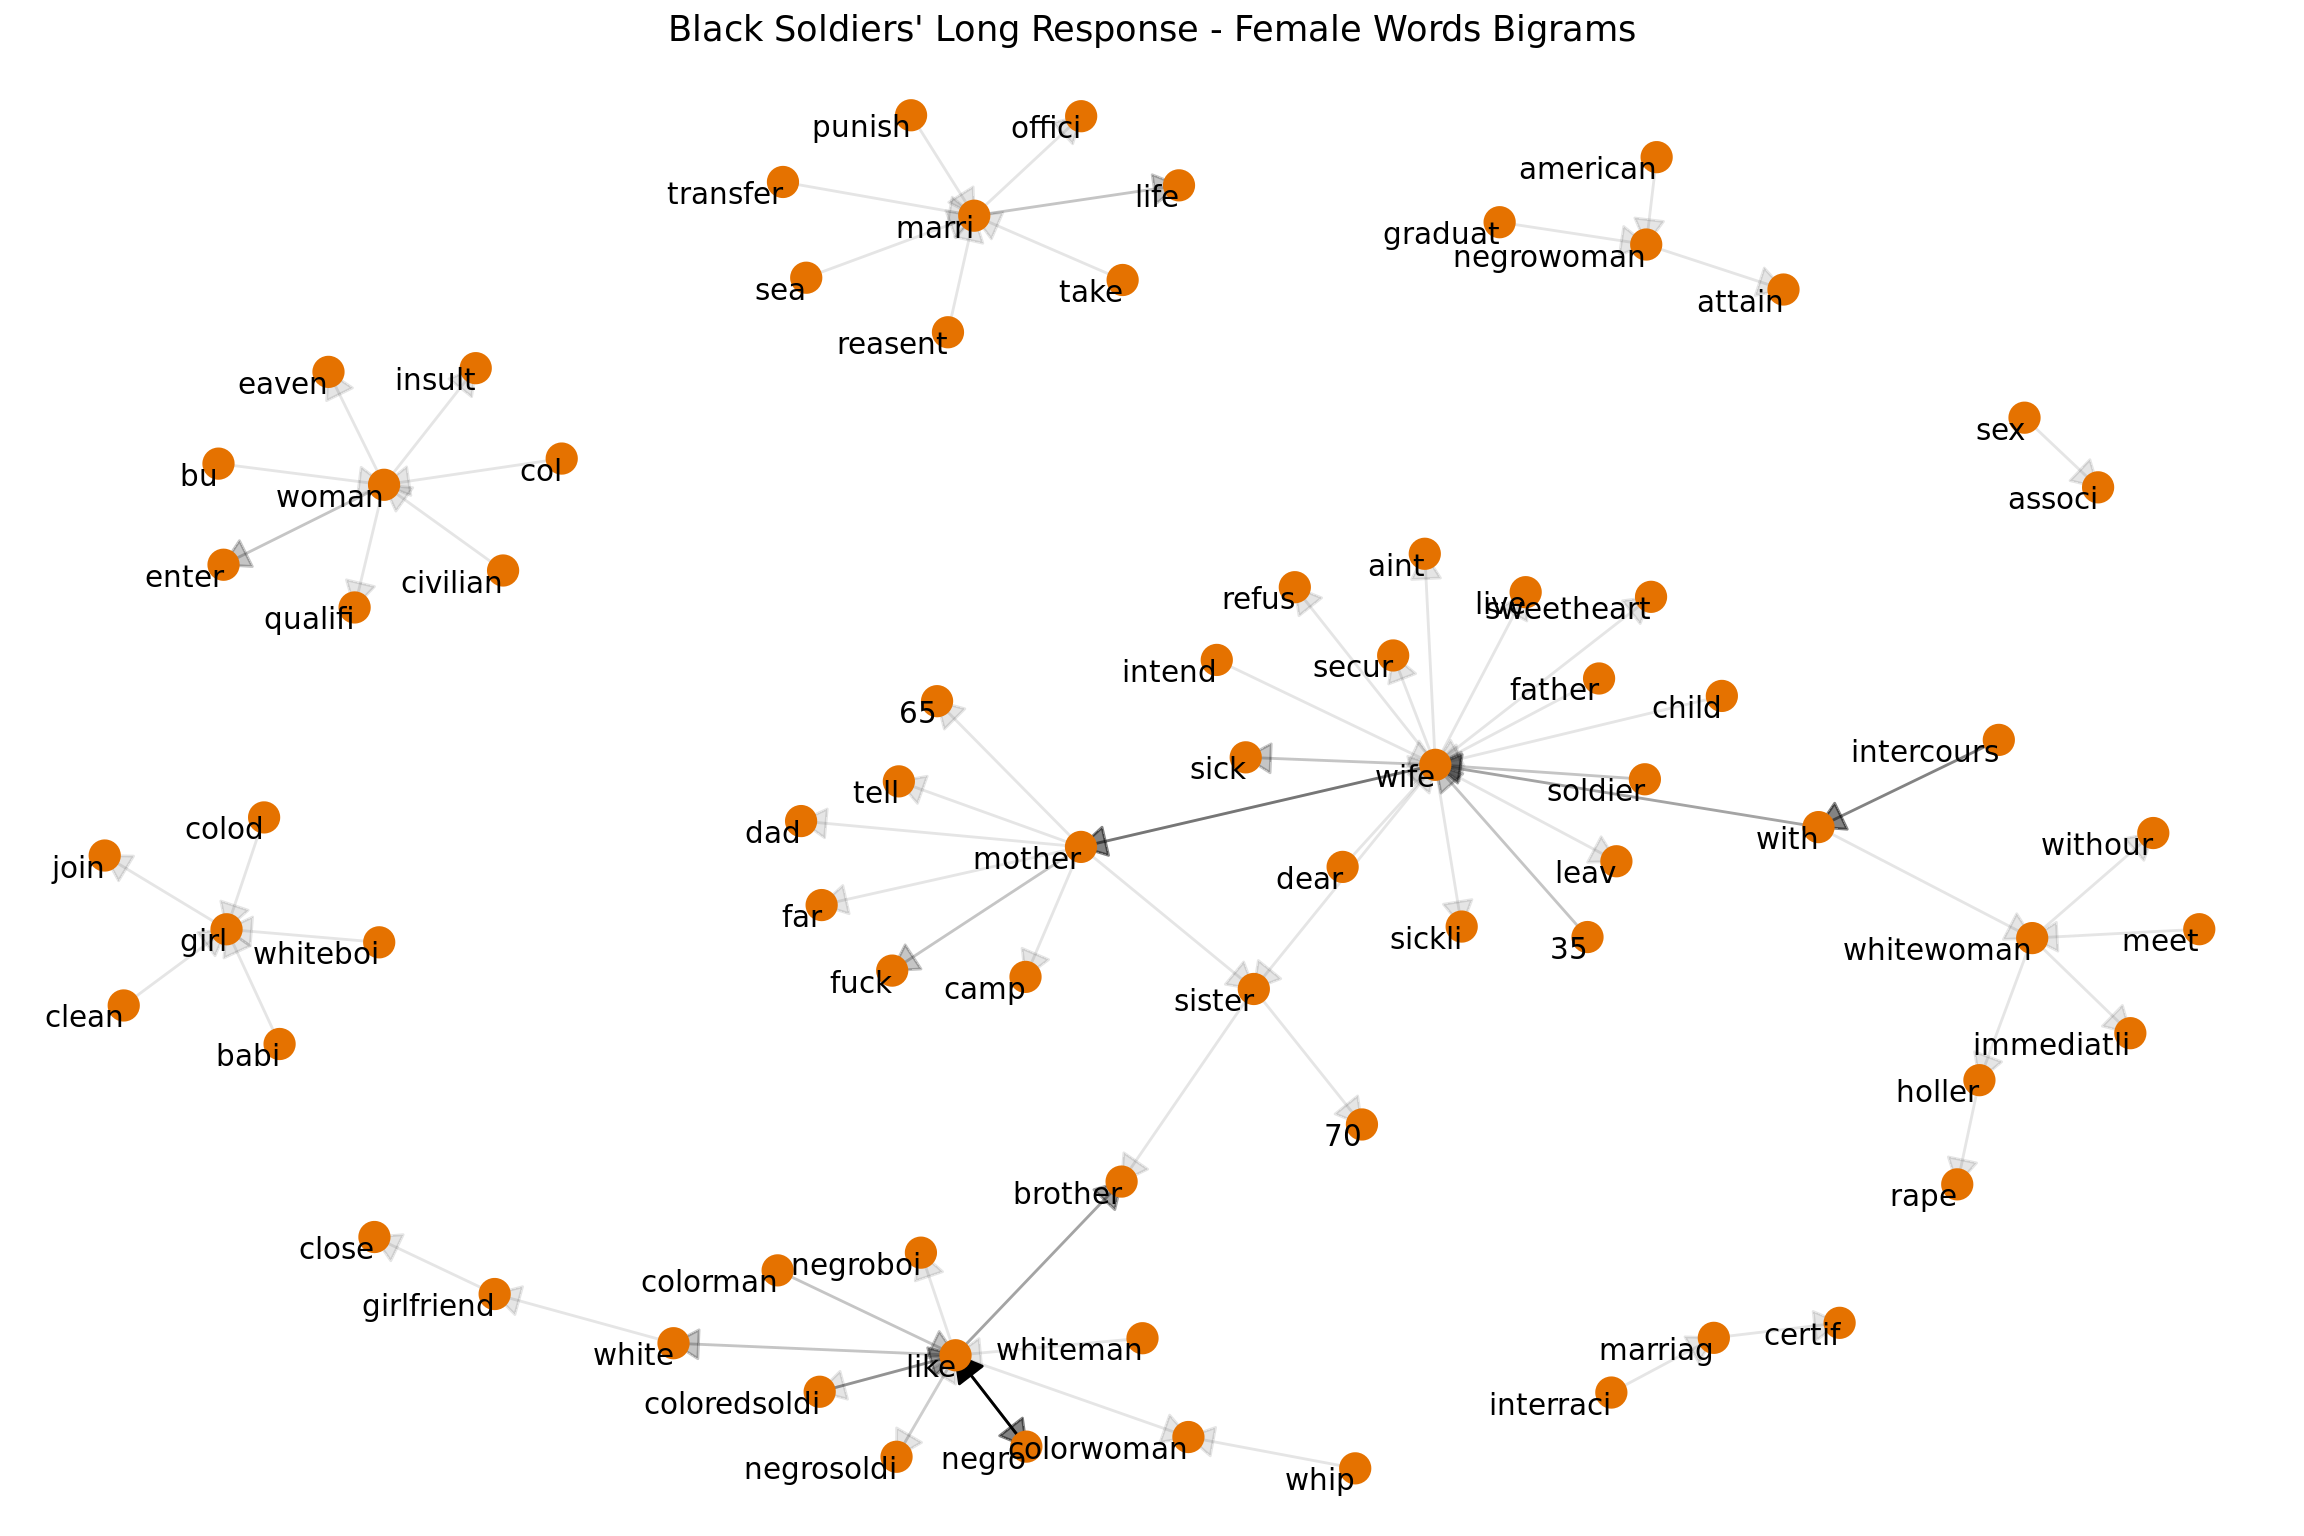 Black Soldiers' Long Response - Female Words Bigrams
punish
offici
transfer
life
marri
sea
take
reasent
american
graduat
negrowoman
attain
eaven
insult
bu
col
woman
enter
civilian
qualifi
sex
associ
aint
refus
live
sweetheart
intend
secur
father
child
65
intercours
sick
wife
tell
soldier
dad
mother
with
withour
colod
join
dear
leav
far
girl
whiteboi
sickli
35
whitewoman
meet
fuck
camp
sister
clean
babi
immediatli
holler
70
brother
rape
close
colorman
negroboi
girlfriend
white
like
whiteman
marriag
certif
coloredsoldi
interraci
negrosoldi
negro
colorwoman
whip